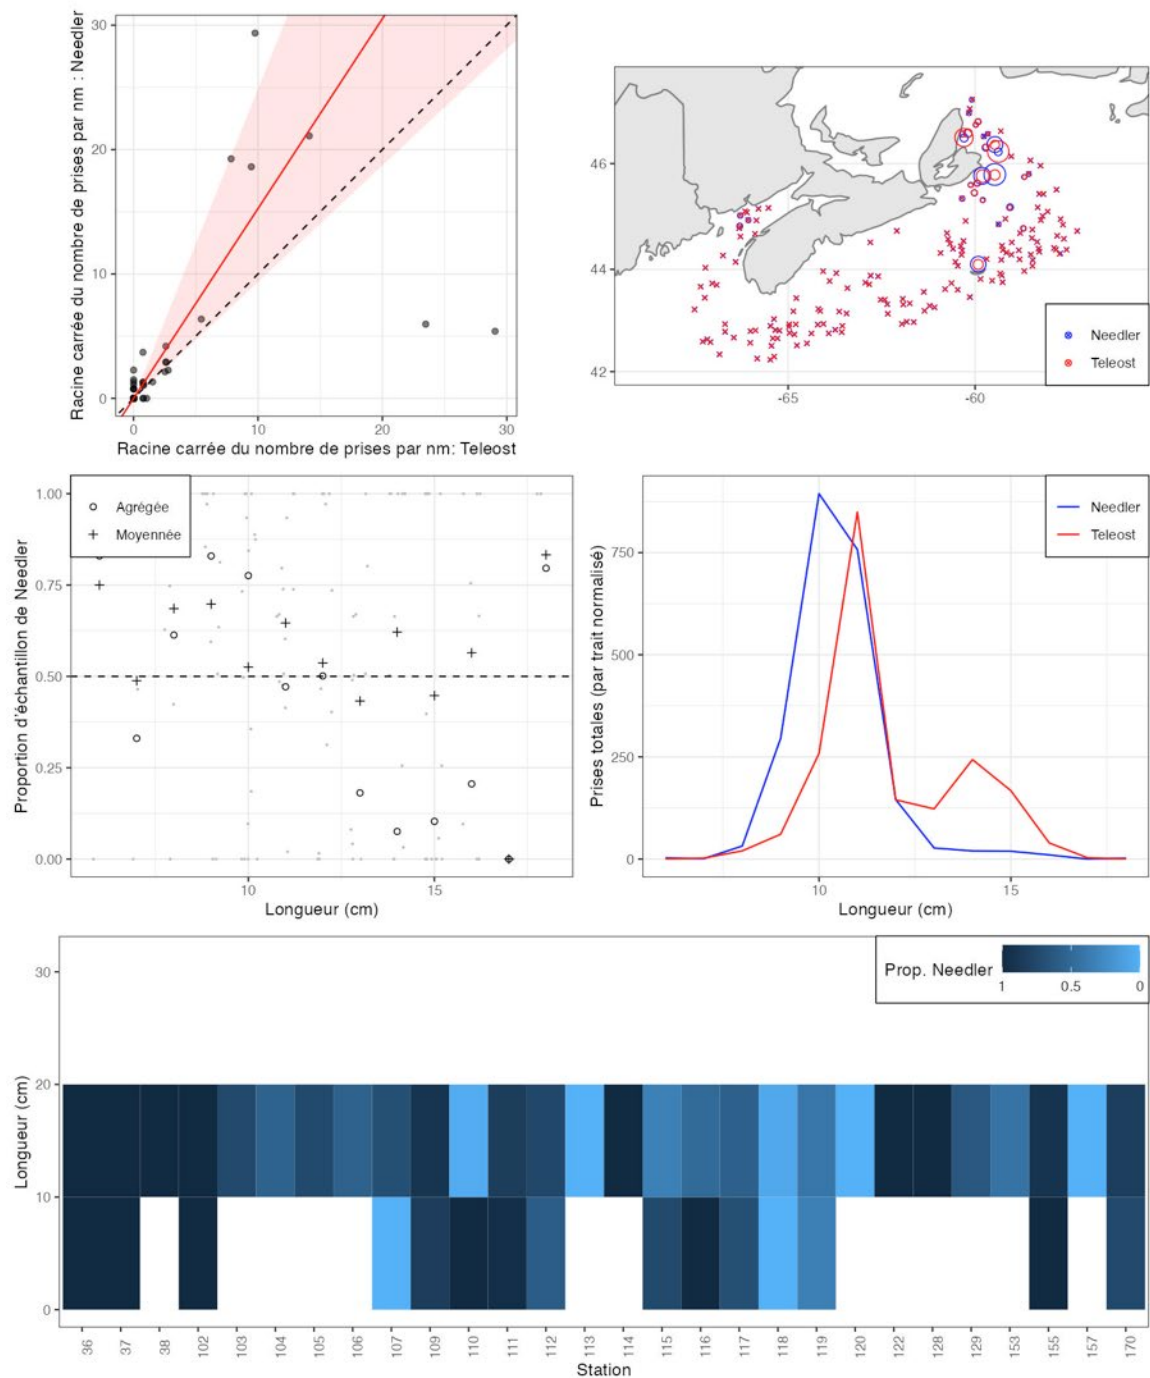 Racine carrée du nombre de prises par nm : Needler
30
20
10
0
0 10 20 30
Racine carrée du nombre de prises par nm: Teleost
46
44
42
-65 -60
Needler
Teleost
Proportion d'échantillon de Needler
1.00
0.75
0.50
0.25
0.00
Agrégée
Moyennée
10 15
Longueur (cm)
Prises totales (par trait normalisé)
750
500
250
0
Needler
Teleost
10 15
Longueur (cm)
Longueur (cm)
30
20
10
0
Prop. Needler
1 0.5 0
36 37 38 102 103 104 105 106 107 109 110 111 112 113 114 115 116 117 118 119 120 122 128 129 153 155 157 170
Station